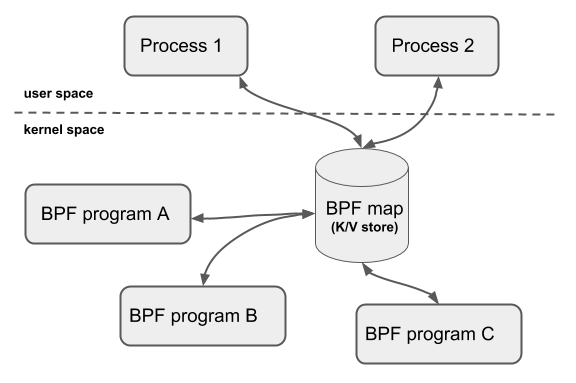 Process 1
Process 2
user space
kernel space
BPF program A
BPF map
(K/V store)
BPF program B
BPF program C